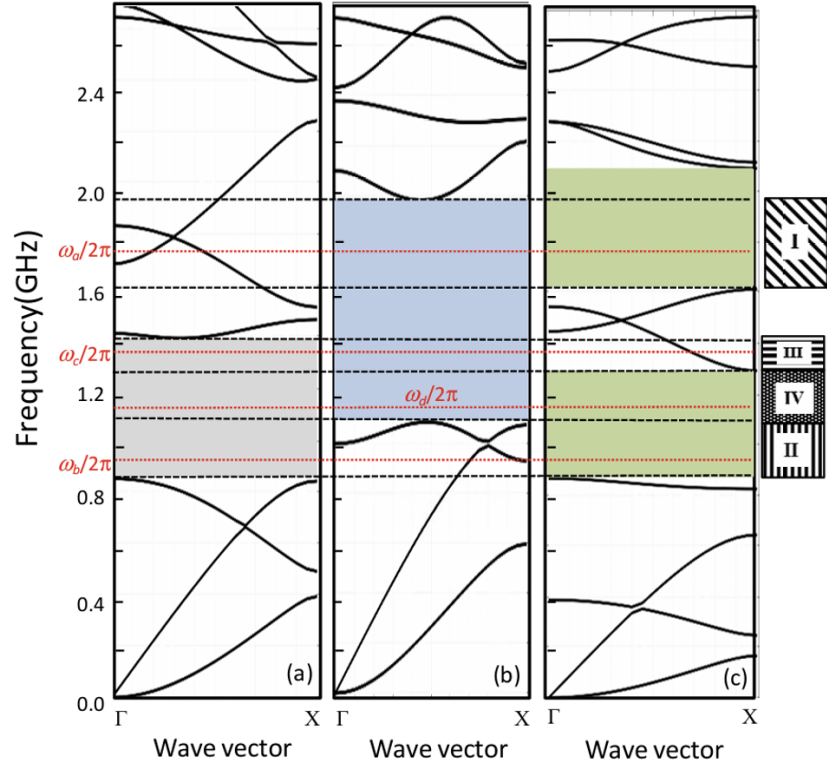 Frequency(GHz)
2.4
2.0
ωₐ/2π
1.6
ω_c/2π
1.2
ω_d/2π
ω_b/2π
0.8
0.4
0.0
I
III
IV
II
(a)
(b)
(c)
Γ X Γ X Γ X
Wave vector Wave vector Wave vector